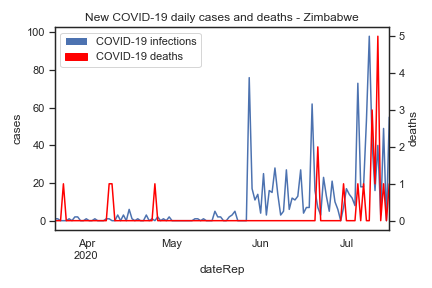 New COVID-19 daily cases and deaths - Zimbabwe
COVID-19 infections
COVID-19 deaths
100
80
60
40
20
0
cases
5
4
3
2
1
0
deaths
Apr
2020
May
Jun
Jul
dateRep